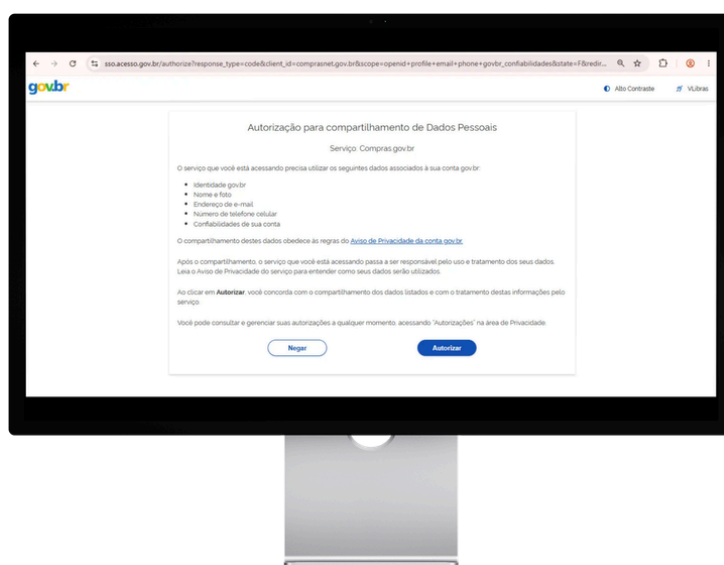 sso.acesso.gov.br/authorize?response_type=code&client_id=comprasnet.gov.br&scope=openid+profile+email+phone+govbr_confiabilidades&state=F&redir...
gov.br
Alto Contraste
VLibras
Autorização para compartilhamento de Dados Pessoais
Serviço: Compras.gov.br
O serviço que você está acessando precisa utilizar os seguintes dados associados à sua conta gov.br:
• Identidade gov.br
• Nome e foto
• Endereço de e-mail
• Número de telefone celular
• Confiabilidades de sua conta
O compartilhamento destes dados obedece às regras do Aviso de Privacidade da conta gov.br.
Após o compartilhamento, o serviço que você está acessando passa a ser responsável pelo uso e tratamento dos seus dados.
Leia o Aviso de Privacidade do serviço para entender como seus dados serão utilizados.
Ao clicar em Autorizar, você concorda com o compartilhamento dos dados listados e com o tratamento destas informações pelo
serviço.
Você pode consultar e gerenciar suas autorizações a qualquer momento, acessando "Autorizações" na área de Privacidade.
Negar
Autorizar